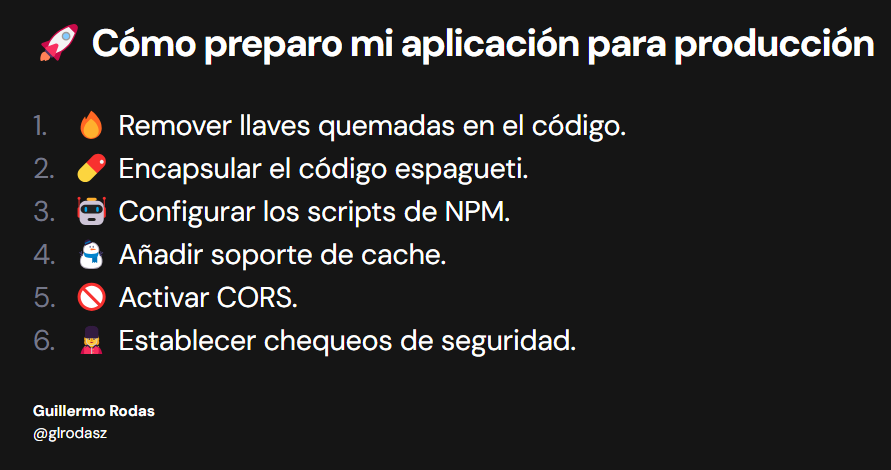 🚀 Cómo preparo mi aplicación para producción
1. 🔥 Remover llaves quemadas en el código.
2. 💊 Encapsular el código espagueti.
3. 🤖 Configurar los scripts de NPM.
4. ⛄ Añadir soporte de cache.
5. 🚫 Activar CORS.
6. 💂‍♀️ Establecer chequeos de seguridad.
Guillermo Rodas
@glrodasz